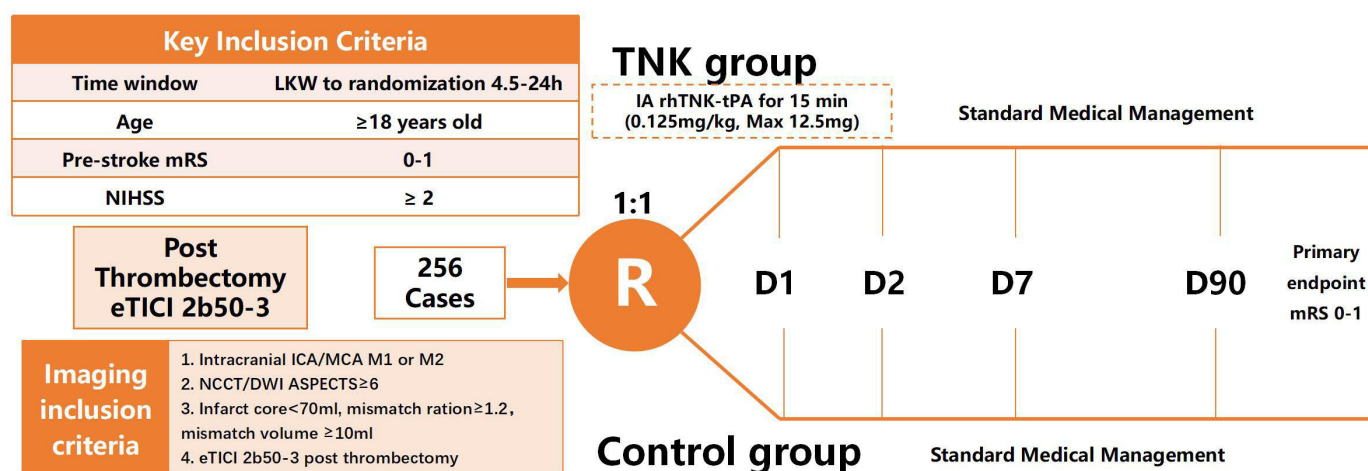 Key Inclusion Criteria
Time window LKW to randomization 4.5-24h
Age ≥18 years old
Pre-stroke mRS 0-1
NIHSS ≥ 2
Post
Thrombectomy
eTICI 2b50-3
256
Cases
Imaging
inclusion
criteria
1. Intracranial ICA/MCA M1 or M2
2. NCCT/DWI ASPECTS≥6
3. Infarct core<70ml, mismatch ration≥1.2,
mismatch volume ≥10ml
4. eTICI 2b50-3 post thrombectomy
1:1
R
TNK group
IA rhTNK-tPA for 15 min
(0.125mg/kg, Max 12.5mg)
Standard Medical Management
D1 D2 D7 D90
Primary
endpoint
mRS 0-1
Control group
Standard Medical Management